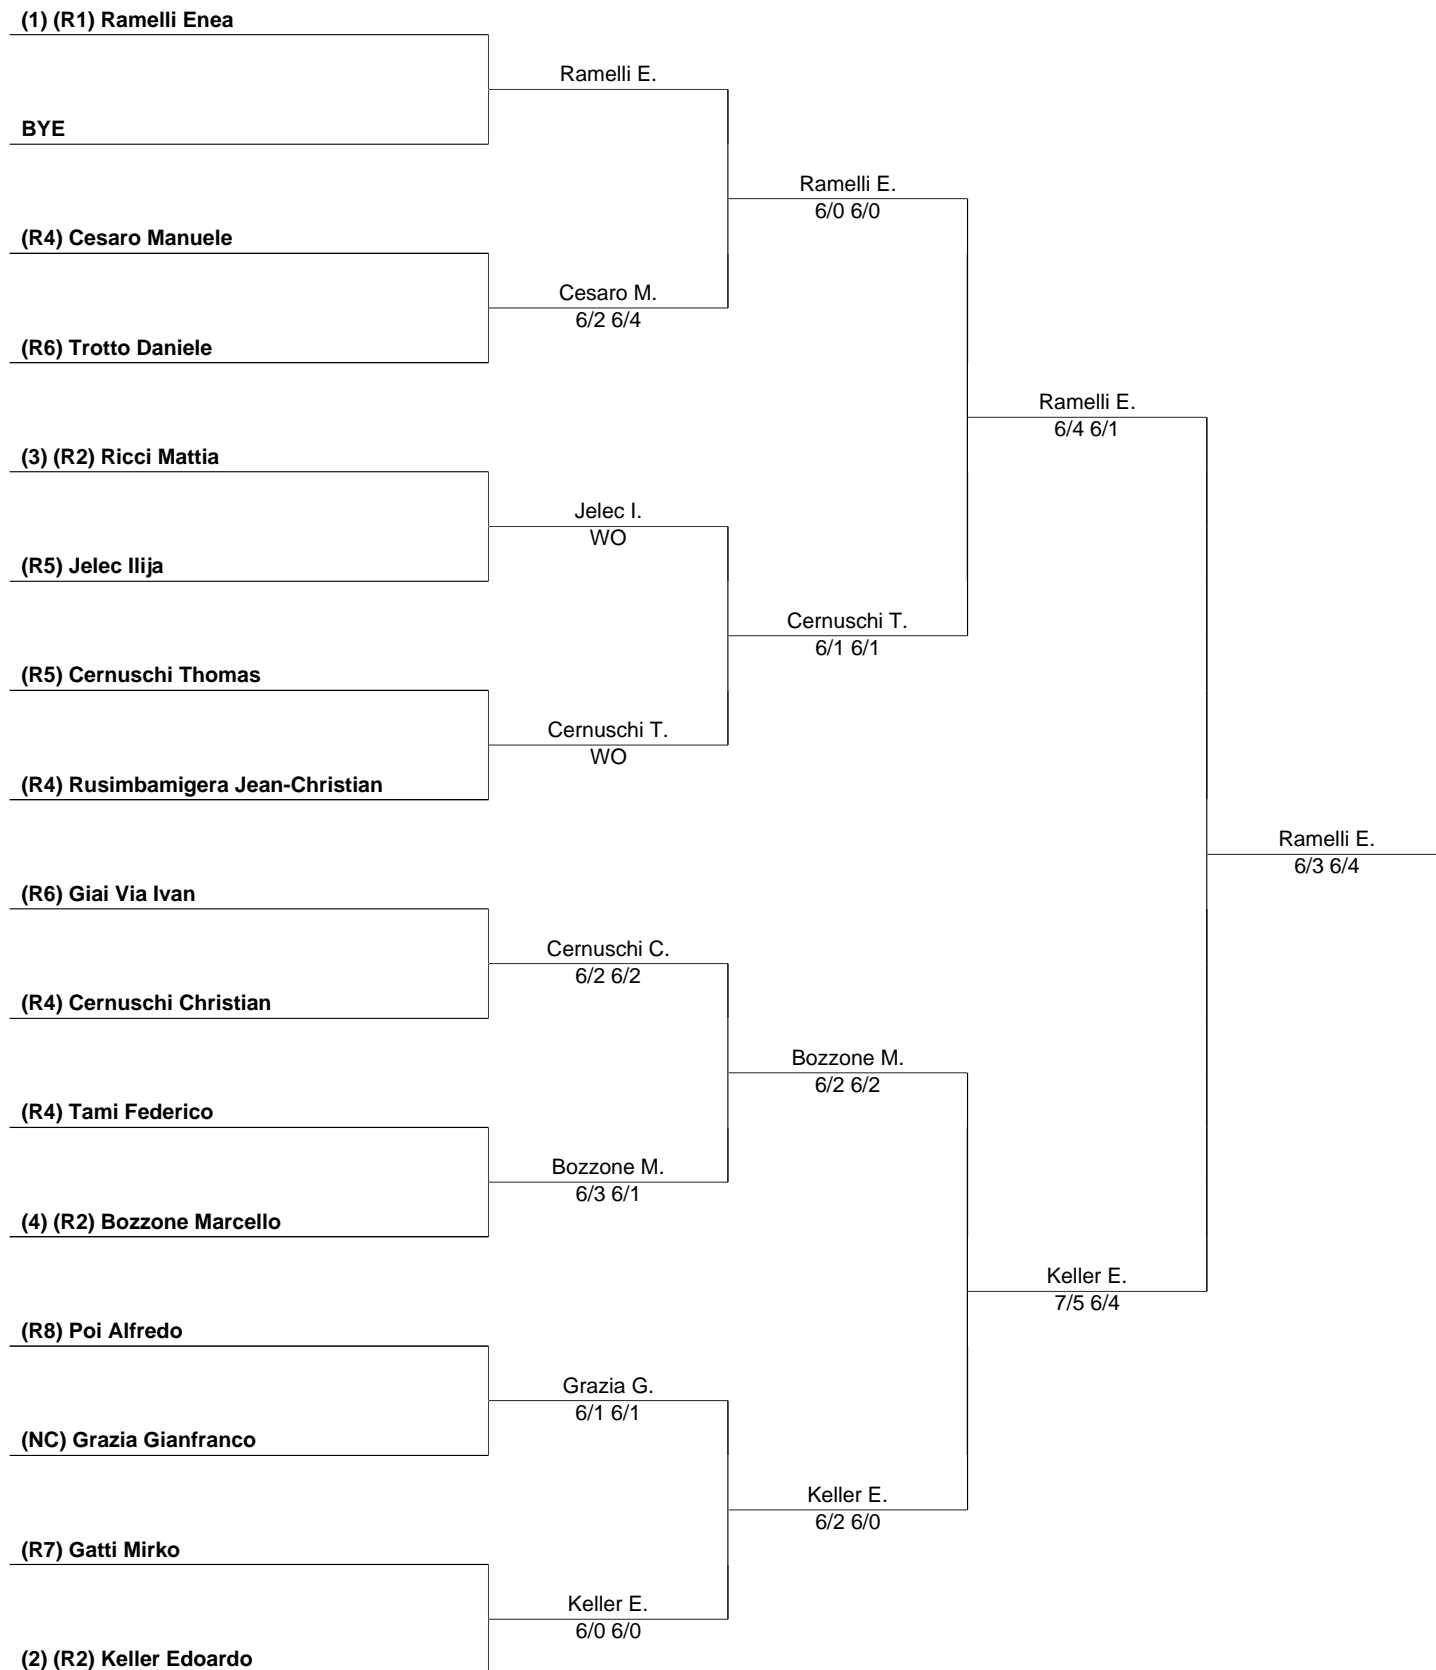 (1) (R1) Ramelli Enea
Ramelli E.
BYE
Ramelli E.
6/0 6/0
(R4) Cesaro Manuele
Cesaro M.
6/2 6/4
(R6) Trotto Daniele
Ramelli E.
6/4 6/1
(3) (R2) Ricci Mattia
Jelec I.
WO
(R5) Jelec Ilija
Cernuschi T.
6/1 6/1
(R5) Cernuschi Thomas
Cernuschi T.
WO
(R4) Rusimbamigera Jean-Christian
Ramelli E.
6/3 6/4
(R6) Giai Via Ivan
Cernuschi C.
6/2 6/2
(R4) Cernuschi Christian
Bozzone M.
6/2 6/2
(R4) Tami Federico
Bozzone M.
6/3 6/1
(4) (R2) Bozzone Marcello
Keller E.
7/5 6/4
(R8) Poi Alfredo
Grazia G.
6/1 6/1
(NC) Grazia Gianfranco
Keller E.
6/2 6/0
(R7) Gatti Mirko
Keller E.
6/0 6/0
(2) (R2) Keller Edoardo